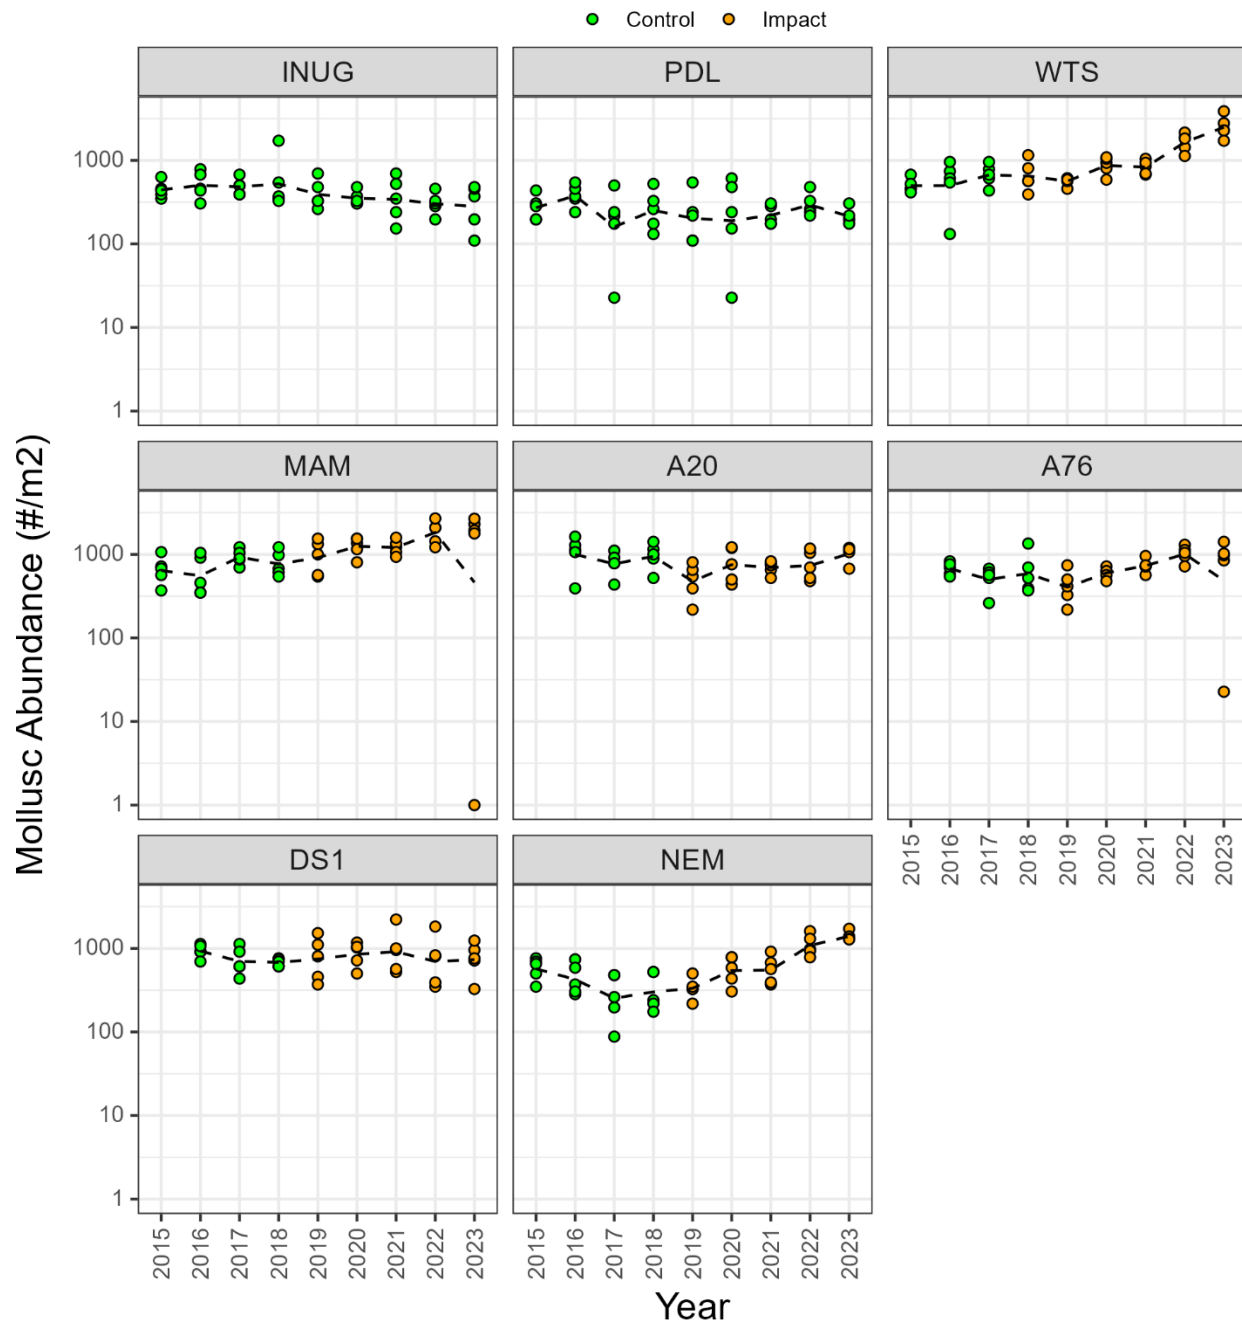 Control Impact
INUG PDL WTS
1000
100
10
1
MAM A20 A76
1000
100
10
1
2015 2016 2017 2018 2019 2020 2021 2022 2023
DS1 NEM
1000
100
10
1
2015 2016 2017 2018 2019 2020 2021 2022 2023 2015 2016 2017 2018 2019 2020 2021 2022 2023
Year
Mollusc Abundance (#/m2)